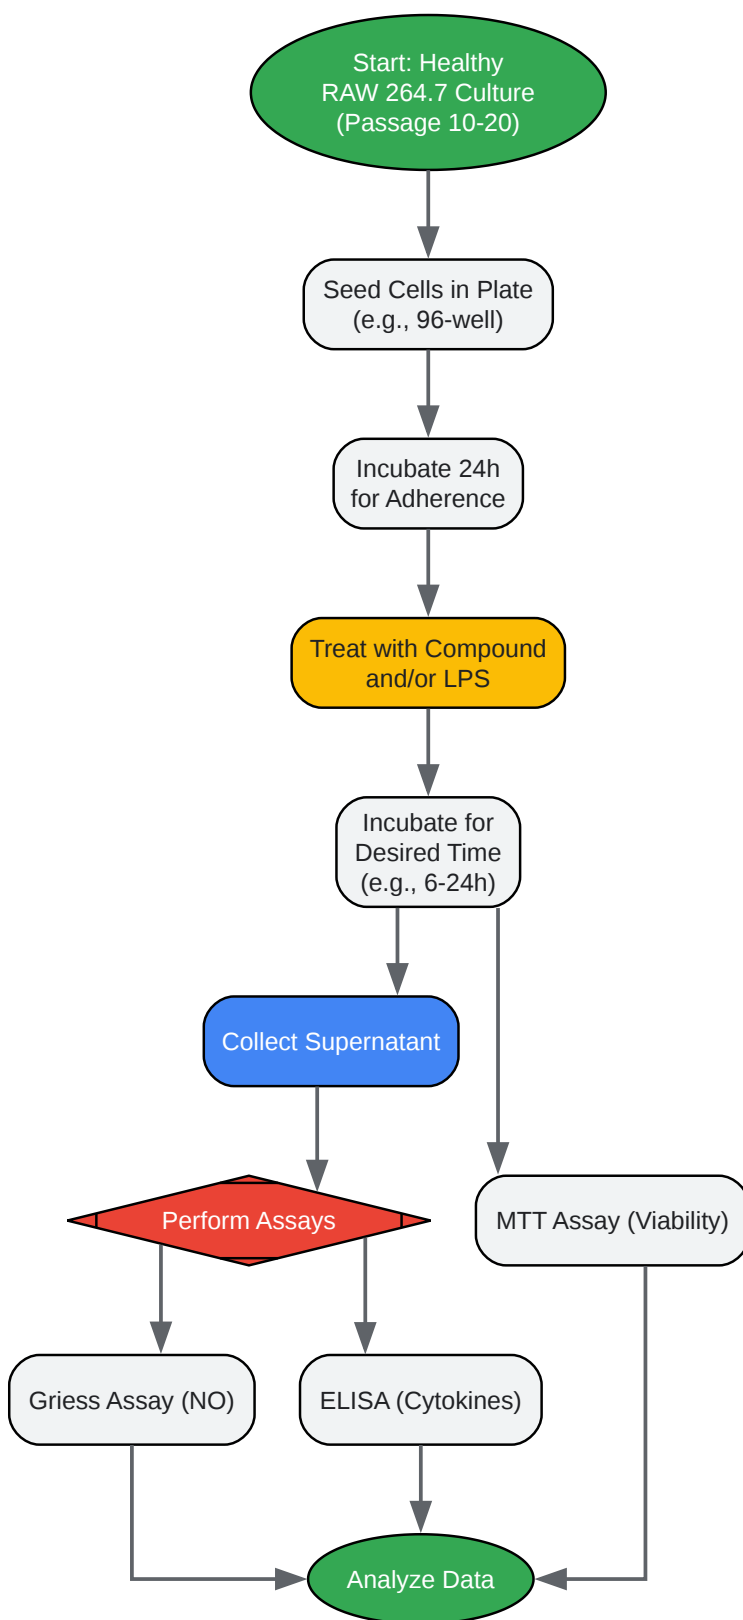 Start: Healthy
RAW 264.7 Culture
(Passage 10-20)
Seed Cells in Plate
(e.g., 96-well)
Incubate 24h
for Adherence
Treat with Compound
and/or LPS
Incubate for
Desired Time
(e.g., 6-24h)
Collect Supernatant
Perform Assays
MTT Assay (Viability)
Griess Assay (NO)
ELISA (Cytokines)
Analyze Data